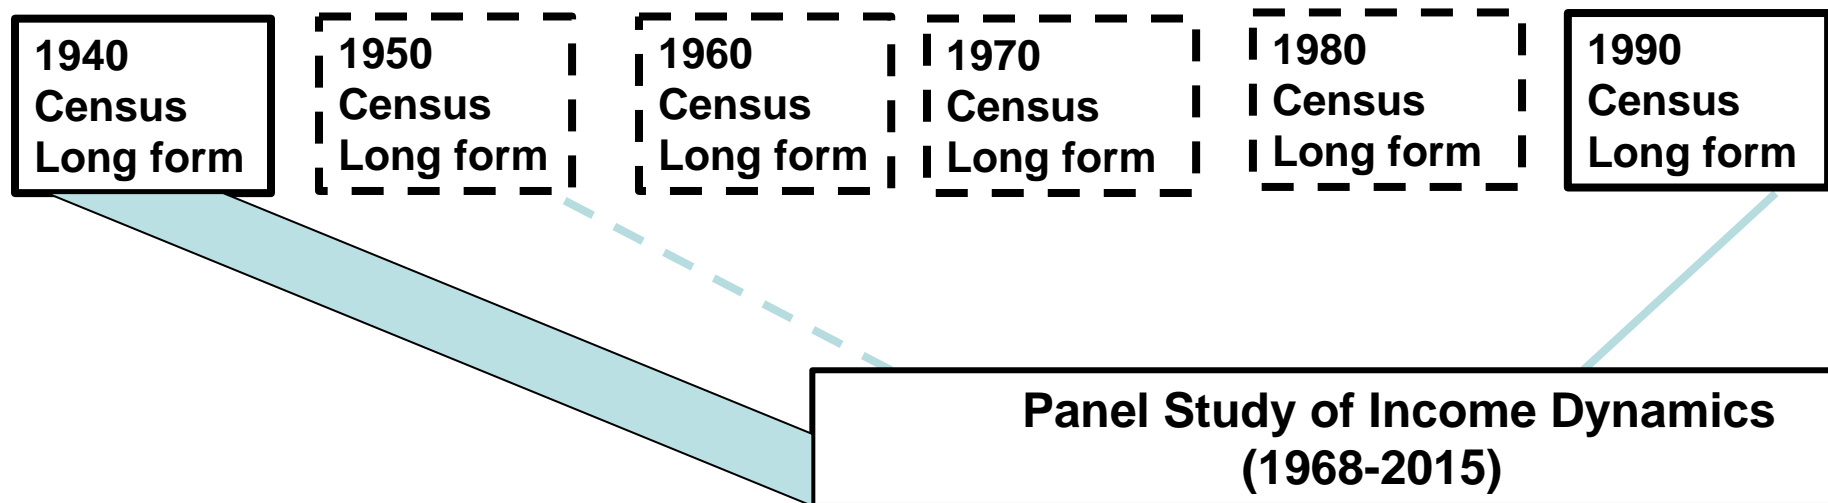 1940
Census
Long form
1950
Census
Long form
1960
Census
Long form
1970
Census
Long form
1980
Census
Long form
1990
Census
Long form
Panel Study of Income Dynamics
(1968-2015)